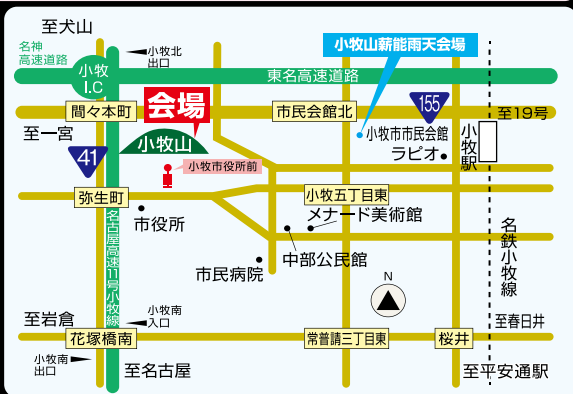 至犬山
名神
高速道路
小牧北
出口
小牧山薪能雨天会場
小牧
I.C
東名高速道路
会場
間々本町
市民会館北
155
至19号
至一宮
小牧山
小牧市市民会館
小牧駅
ラピオ
41
小牧市役所前
弥生町
小牧五丁目東
市役所
メナード美術館
中部公民館
市民病院
名古屋高速11号小牧線
名鉄小牧線
N
至岩倉
小牧南
入口
至春日井
花塚橋南
常普請三丁目東
桜井
小牧南
出口
至名古屋
至平安通駅